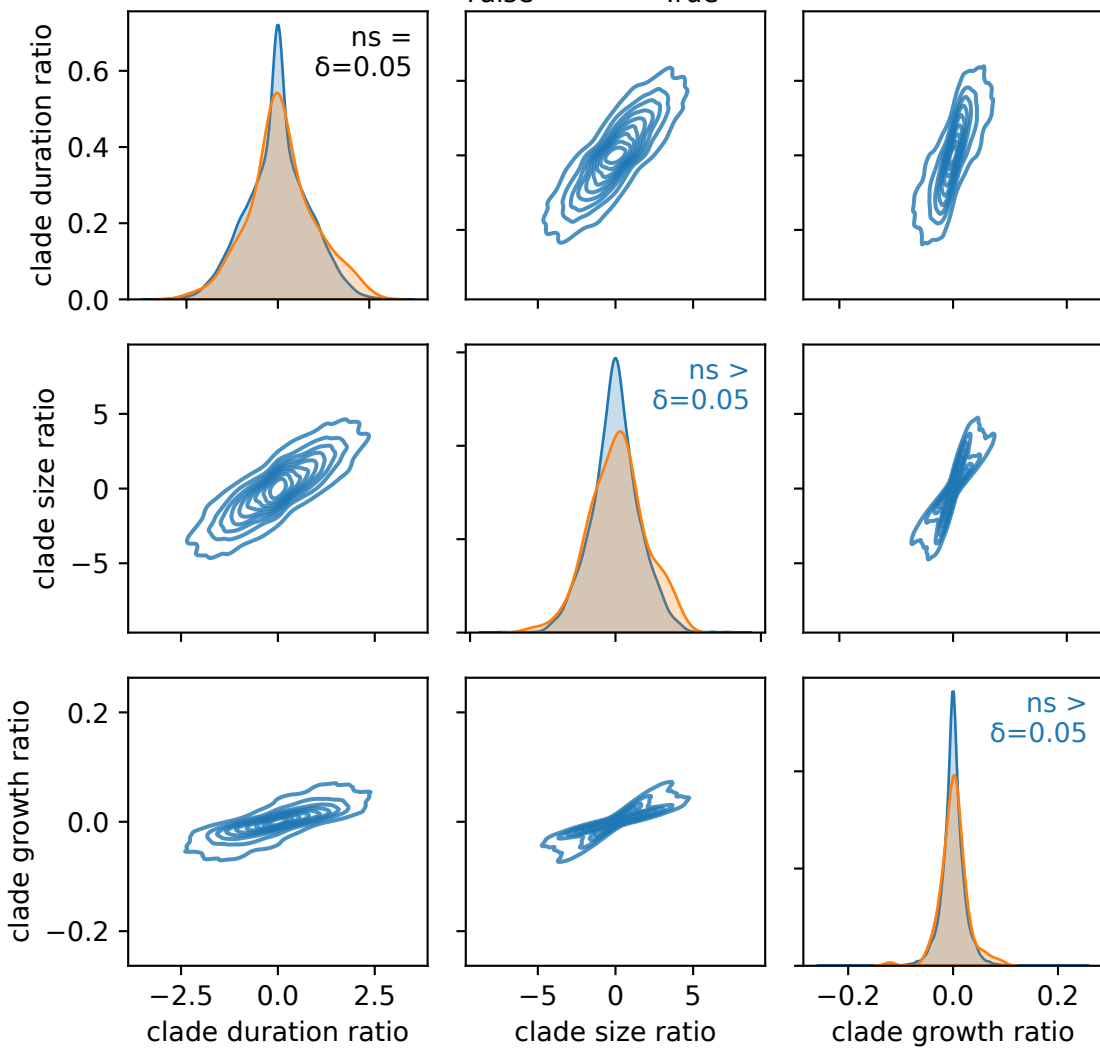 clade duration ratio
0.6
0.4
0.2
0.0
ns =
δ=0.05
clade size ratio
5
0
−5
ns >
δ=0.05
clade growth ratio
0.2
0.0
−0.2
ns >
δ=0.05
−2.5
0.0
2.5
−5
0
5
−0.2
0.0
0.2
clade duration ratio
clade size ratio
clade growth ratio